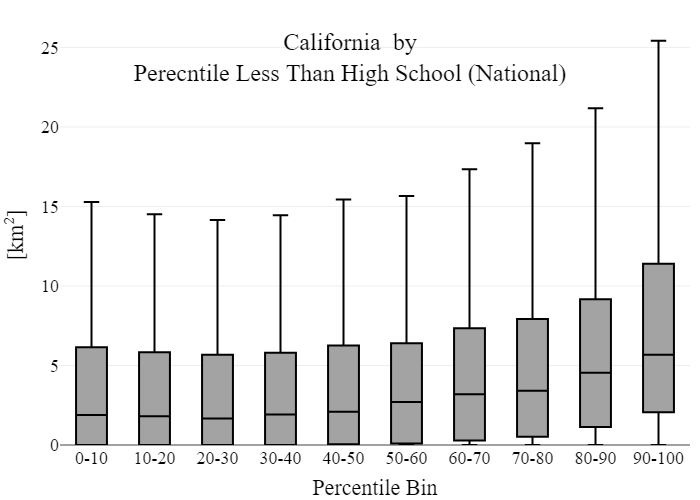 California by
Perecntile Less Than High School (National)
25
20
15
10
5
0
[km²]
0-10 10-20 20-30 30-40 40-50 50-60 60-70 70-80 80-90 90-100
Percentile Bin